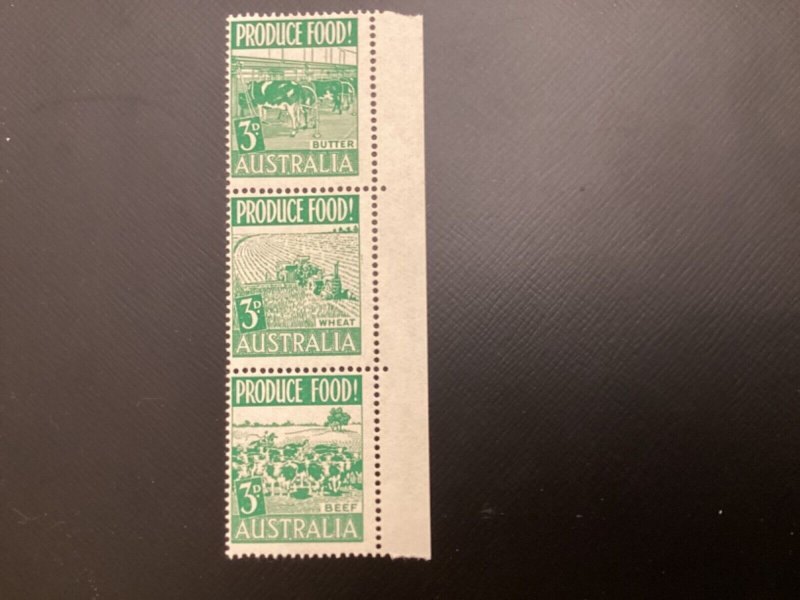 PRODUCE FOOD!
3D.
BUTTER
AUSTRALIA
PRODUCE FOOD!
3D.
WHEAT
AUSTRALIA
PRODUCE FOOD!
3D.
BEEF
AUSTRALIA